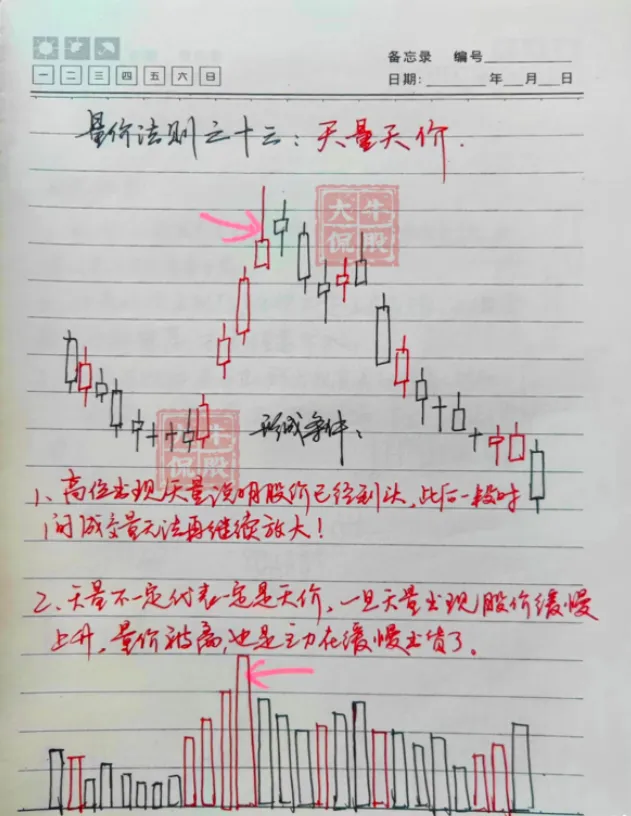 备忘录 编号
一 二 三 四 五 六 日
日期: 年 月 日
量价法则之十三：天量天价.
大牛
侃股
形成条件：
大牛
侃股
1、高位出现天量说明股价已经到头,此后一段时
间成交量无法再继续放大！
2、天量不一定代表一定是天价,一旦天量出现股价缓慢
上升,量价背离,也是主力在缓慢出货了。